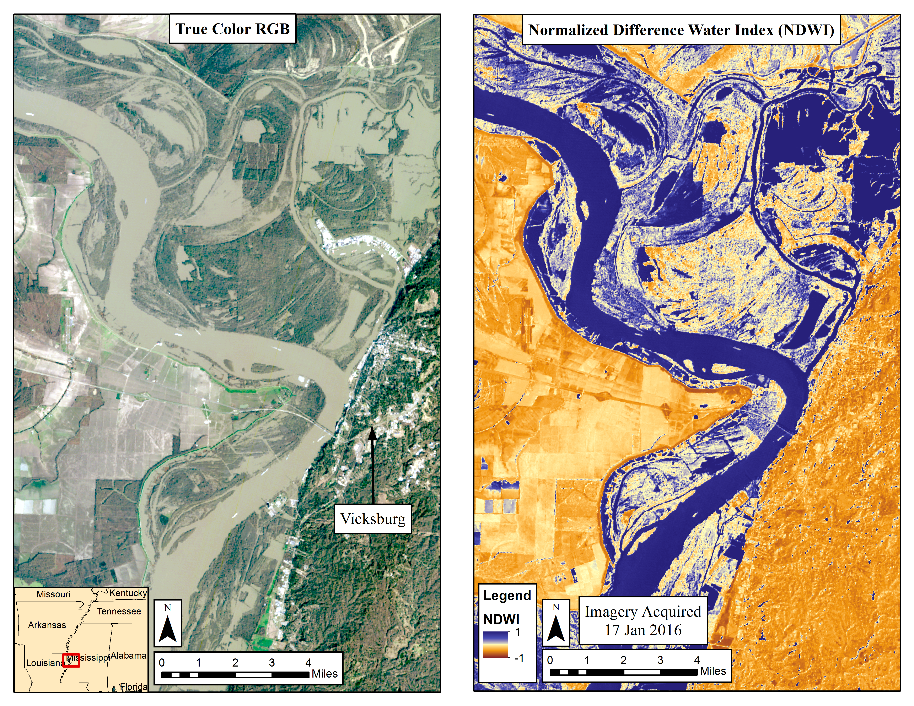 True Color RGB
Vicksburg
Missouri
Kentucky
Tennessee
Arkansas
Mississippi
Alabama
Louisiana
Florida
N
0 1 2 3 4
Miles
Normalized Difference Water Index (NDWI)
Legend
NDWI
1
-1
N
Imagery Acquired
17 Jan 2016
0 1 2 3 4
Miles